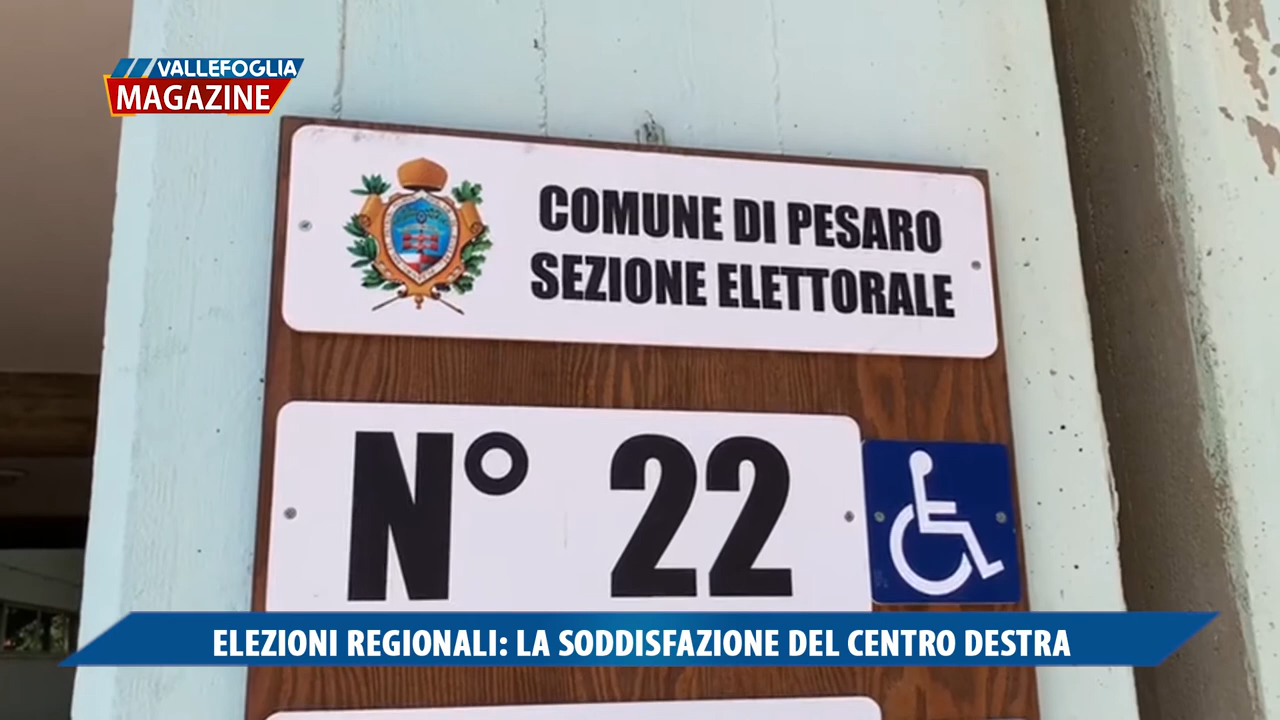 VALLEFOGLIA
MAGAZINE
COMUNE DI PESARO
SEZIONE ELETTORALE
N° 22
ELEZIONI REGIONALI: LA SODDISFAZIONE DEL CENTRO DESTRA